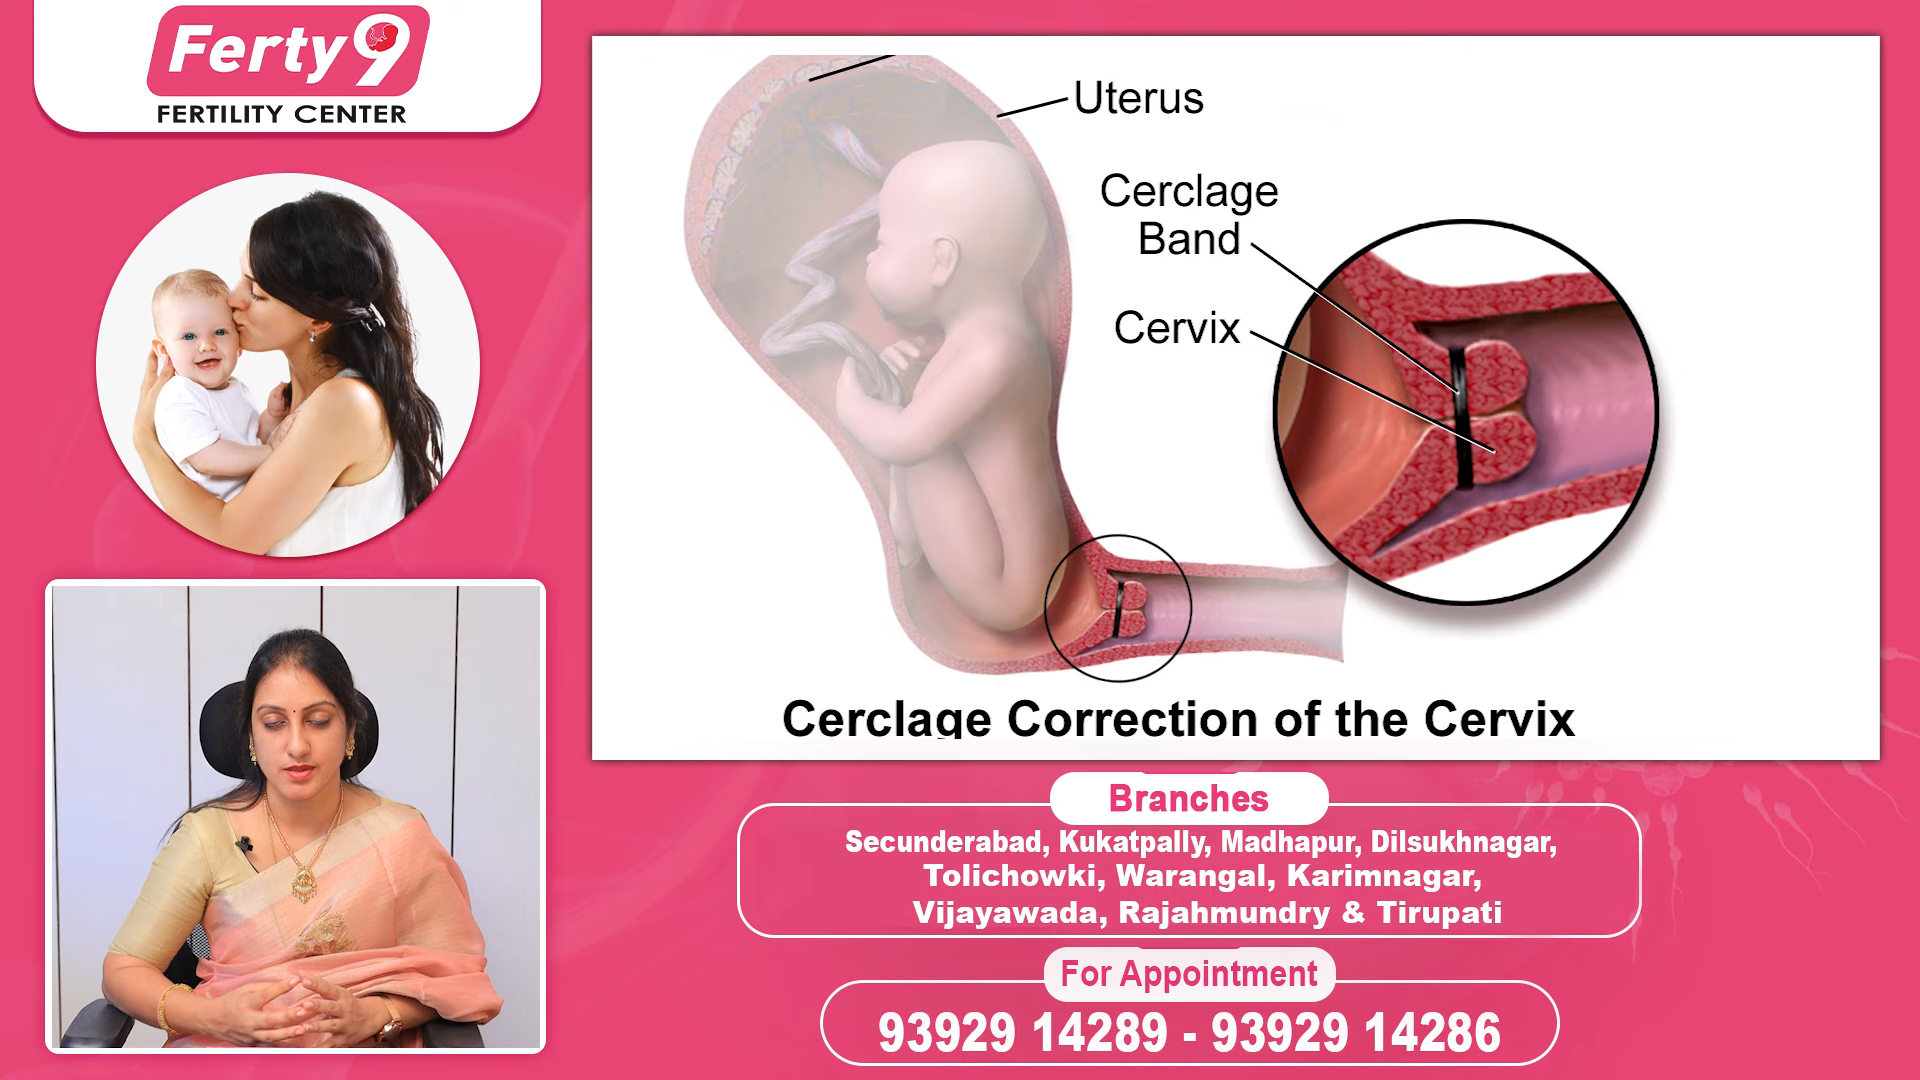 Ferty9
FERTILITY CENTER
Uterus
Cerclage
Band
Cervix
Cerclage Correction of the Cervix
Branches
Secunderabad, Kukatpally, Madhapur, Dilsukhnagar,
Tolichowki, Warangal, Karimnagar,
Vijayawada, Rajahmundry & Tirupati
For Appointment
93929 14289 - 93929 14286